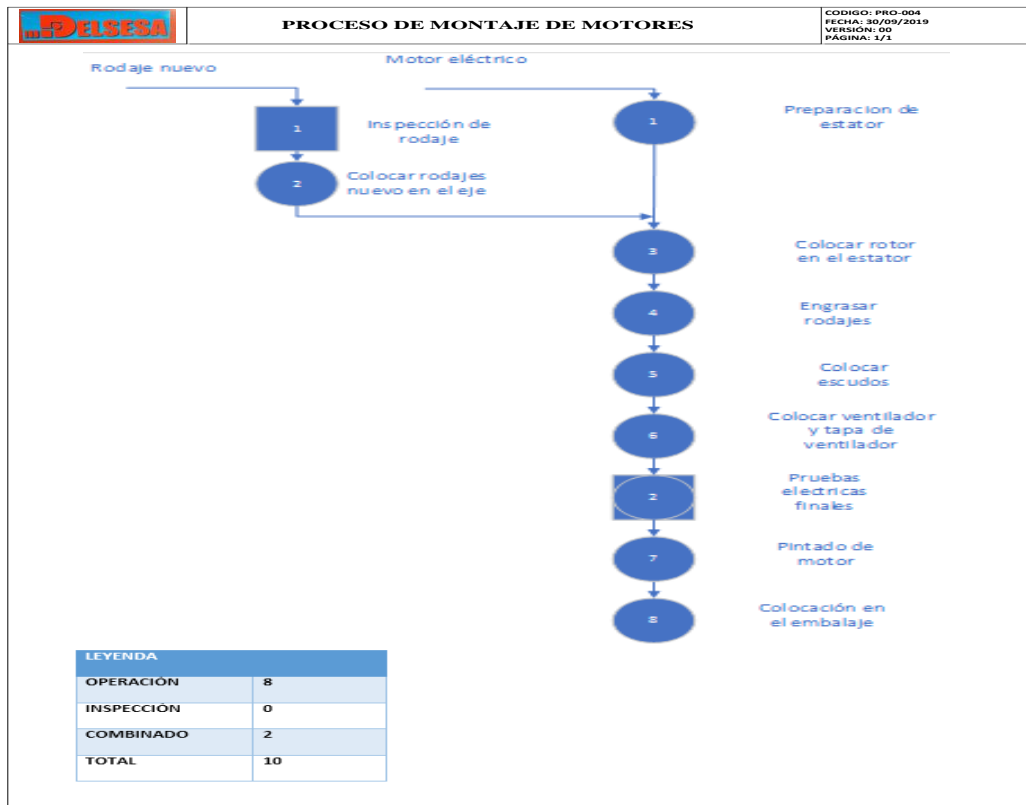 DELSESA
PROCESO DE MONTAJE DE MOTORES
CODIGO: PRO-004
FECHA: 30/09/2019
VERSIÓN: 00
PÁGINA: 1/1
Rodaje nuevo
Motor eléctrico
1
Inspección de
rodaje
1
Preparacion de
estator
2
Colocar rodajes
nuevo en el eje
3
Colocar rotor
en el estator
4
Engrasar
rodajes
5
Colocar
escudos
6
Colocar ventilador
y tapa de
ventilador
2
Pruebas
electricas
finales
7
Pintado de
motor
8
Colocación en
el embalaje
LEYENDA
OPERACIÓN 8
INSPECCIÓN 0
COMBINADO 2
TOTAL 10